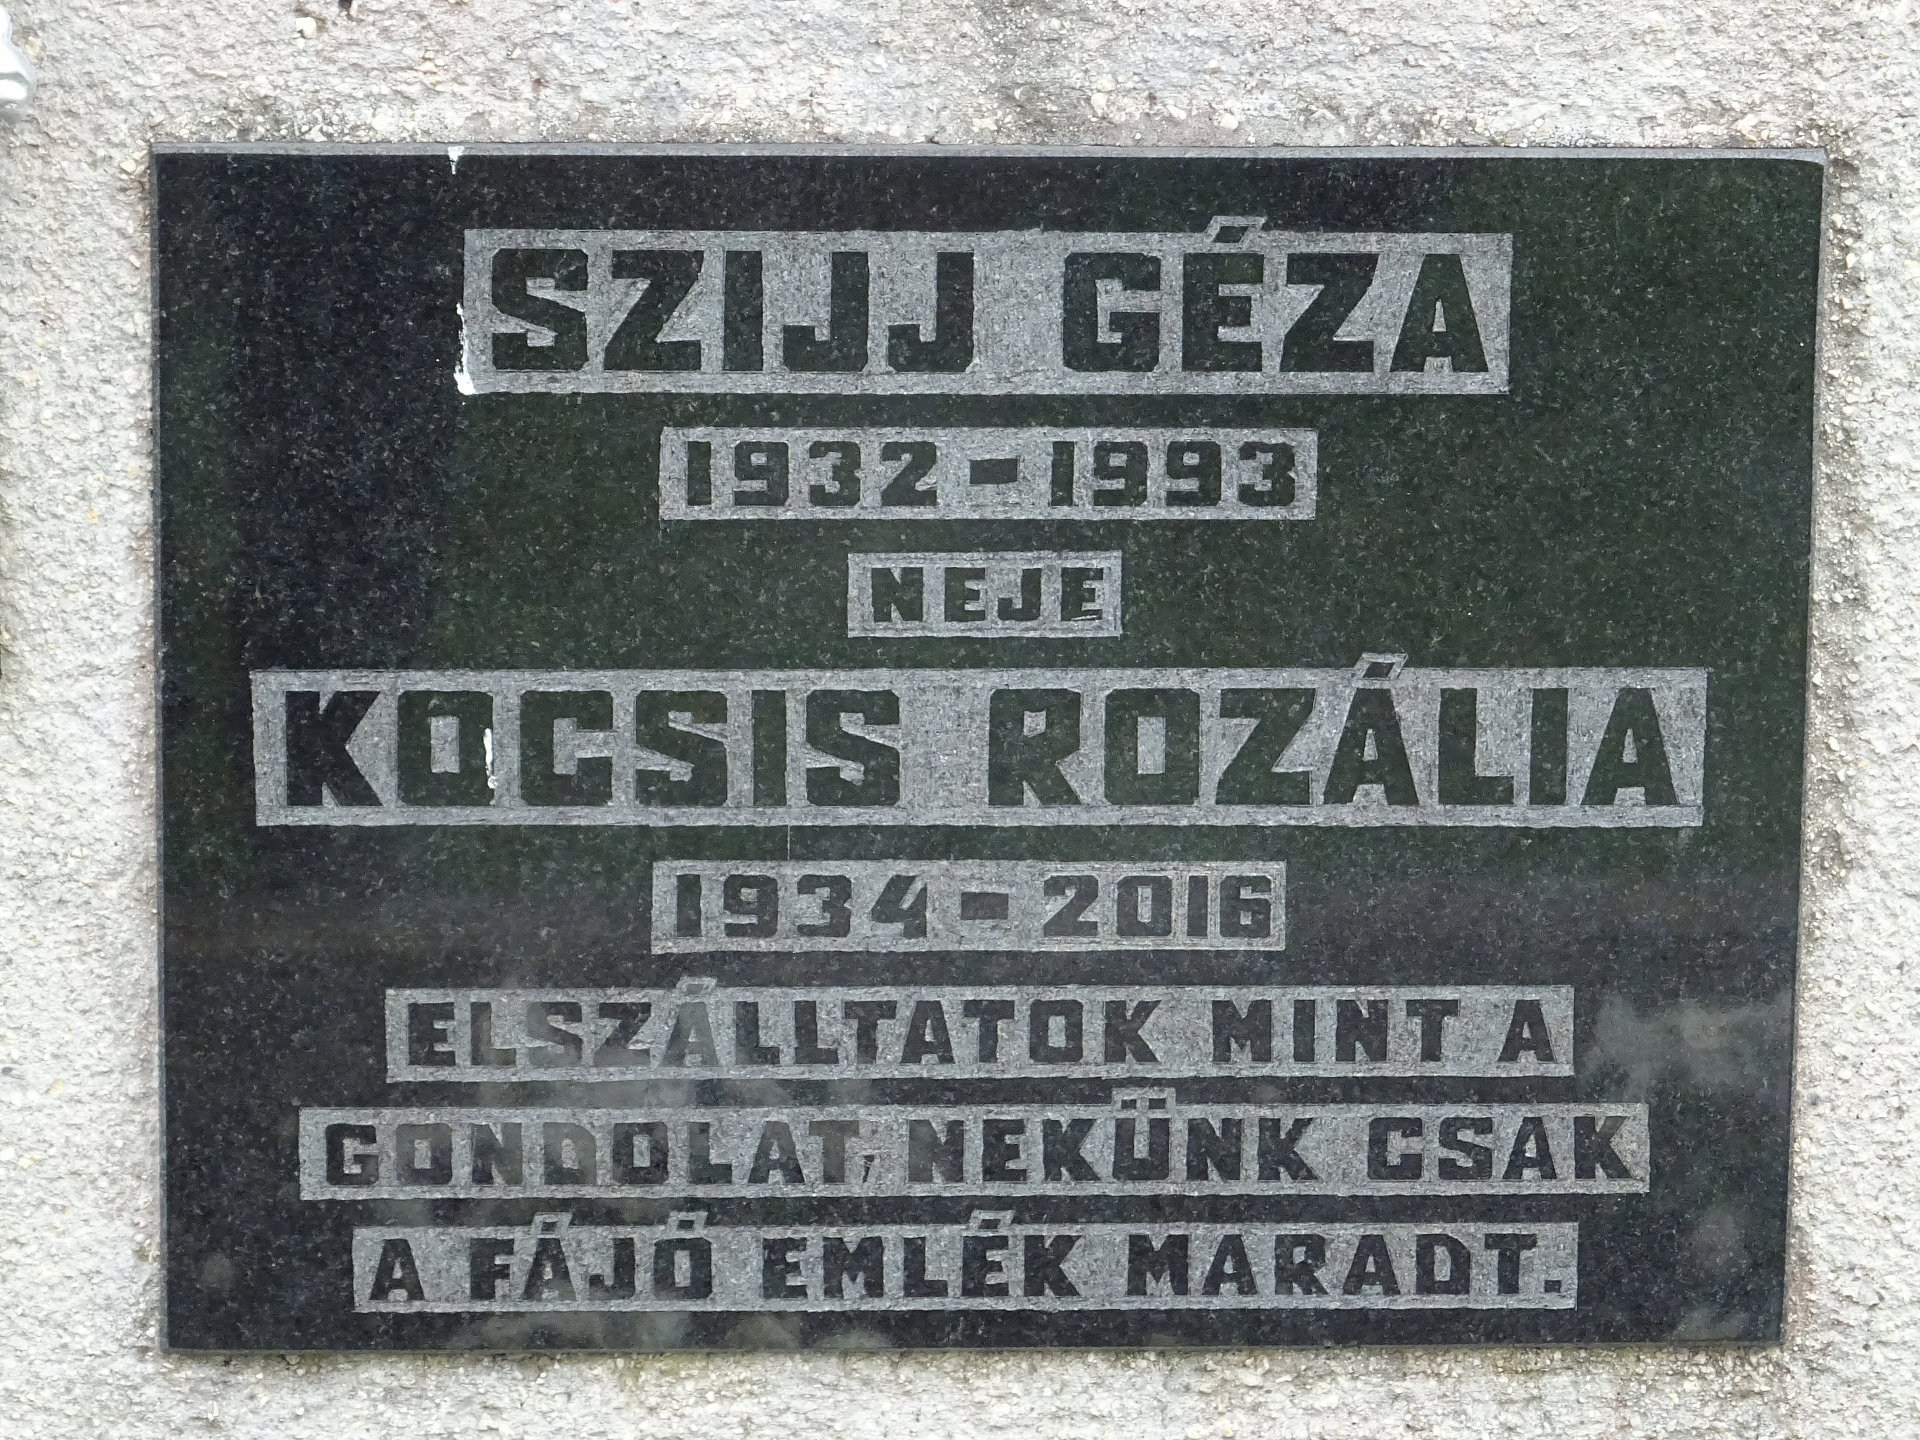 SZIJJ GÉZA
1932 - 1993
NEJE
KOCSIS ROZÁLIA
1934 - 2016
ELSZÁLLTATOK MINT A
GONDOLAT, NEKÜNK CSAK
A FÁJÓ EMLÉK MARADT.